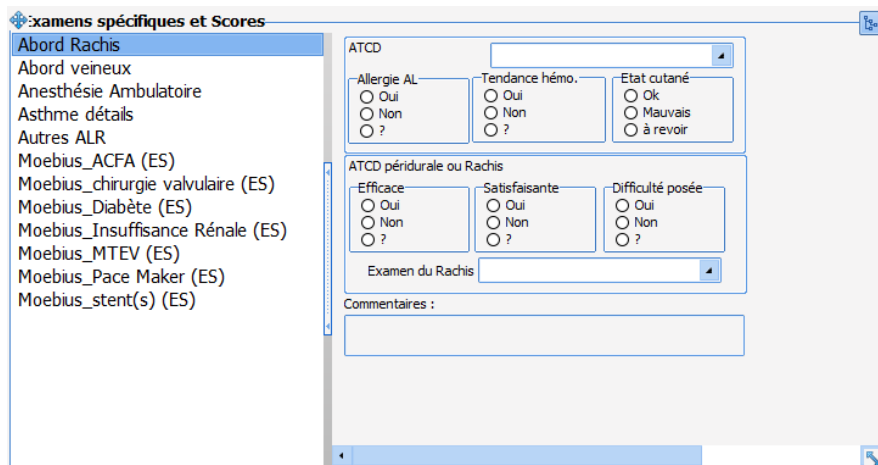 Examens spécifiques et Scores
Abord Rachis
Abord veineux
Anesthésie Ambulatoire
Asthme détails
Autres ALR
Moebius_ACFA (ES)
Moebius_chirurgie valvulaire (ES)
Moebius_Diabète (ES)
Moebius_Insuffisance Rénale (ES)
Moebius_MTEV (ES)
Moebius_Pace Maker (ES)
Moebius_stent(s) (ES)
ATCD
Allergie AL
Oui
Non
?
Tendance hémo.
Oui
Non
?
Etat cutané
Ok
Mauvais
à revoir
ATCD péridurale ou Rachis
Efficace
Oui
Non
?
Satisfaisante
Oui
Non
?
Difficulté posée
Oui
Non
?
Examen du Rachis
Commentaires :